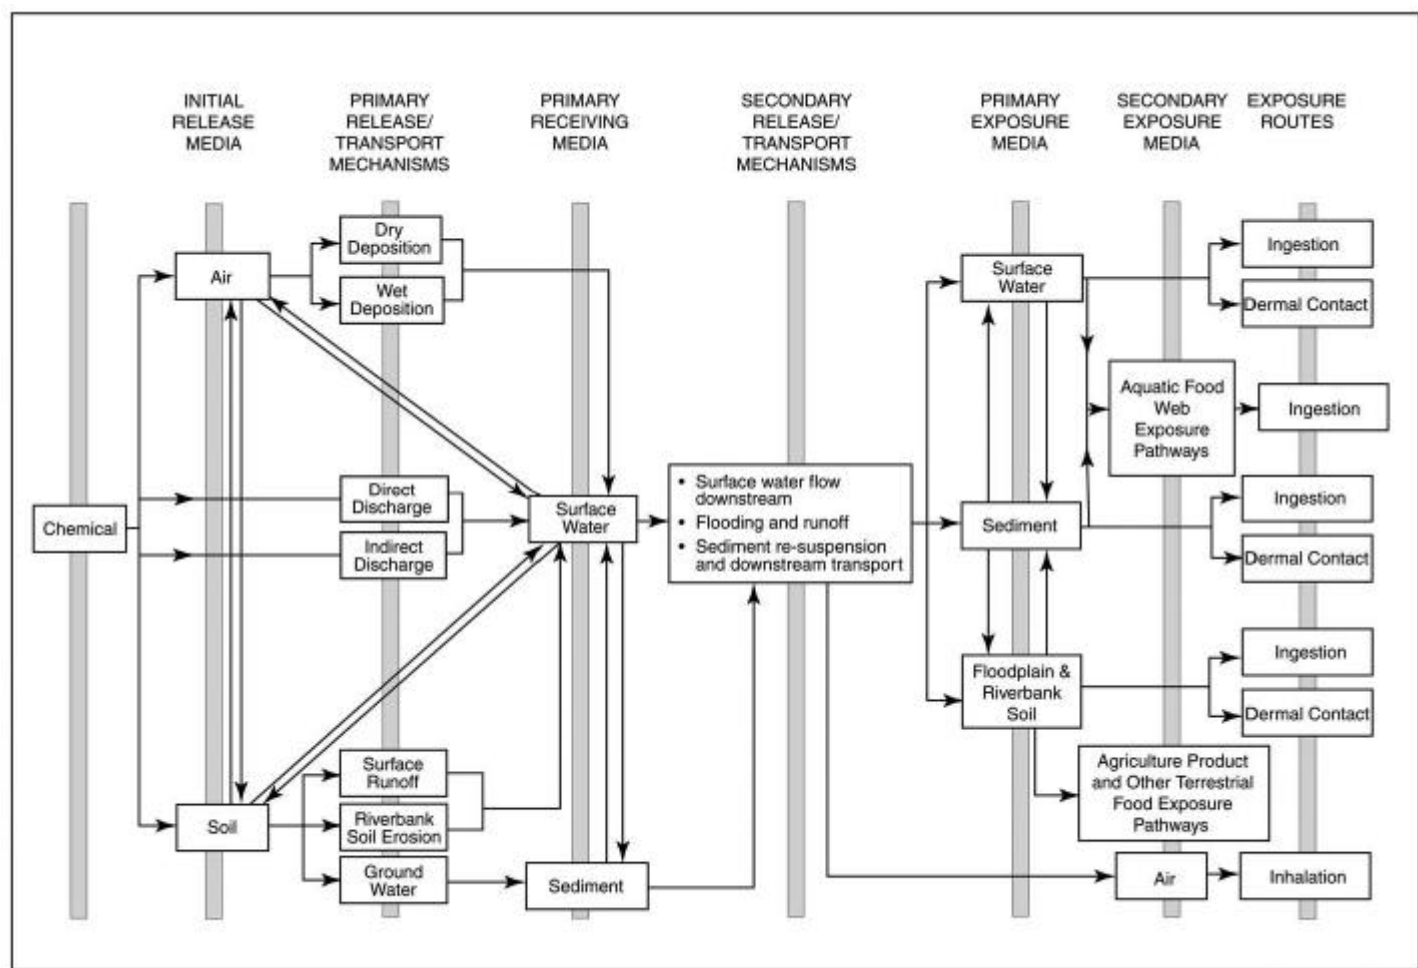 INITIAL
RELEASE
MEDIA
PRIMARY
RELEASE/
TRANSPORT
MECHANISMS
PRIMARY
RECEIVING
MEDIA
SECONDARY
RELEASE/
TRANSPORT
MECHANISMS
PRIMARY
EXPOSURE
MEDIA
SECONDARY
EXPOSURE
MEDIA
EXPOSURE
ROUTES
Chemical
Air
Soil
Dry
Deposition
Wet
Deposition
Direct
Discharge
Indirect
Discharge
Surface
Runoff
Riverbank
Soil Erosion
Ground
Water
Surface
Water
Sediment
• Surface water flow
downstream
• Flooding and runoff
• Sediment re-suspension
and downstream transport
Surface
Water
Sediment
Floodplain &
Riverbank
Soil
Aquatic Food
Web
Exposure
Pathways
Agriculture Product
and Other Terrestrial
Food Exposure
Pathways
Air
Ingestion
Dermal Contact
Ingestion
Ingestion
Dermal Contact
Ingestion
Dermal Contact
Inhalation